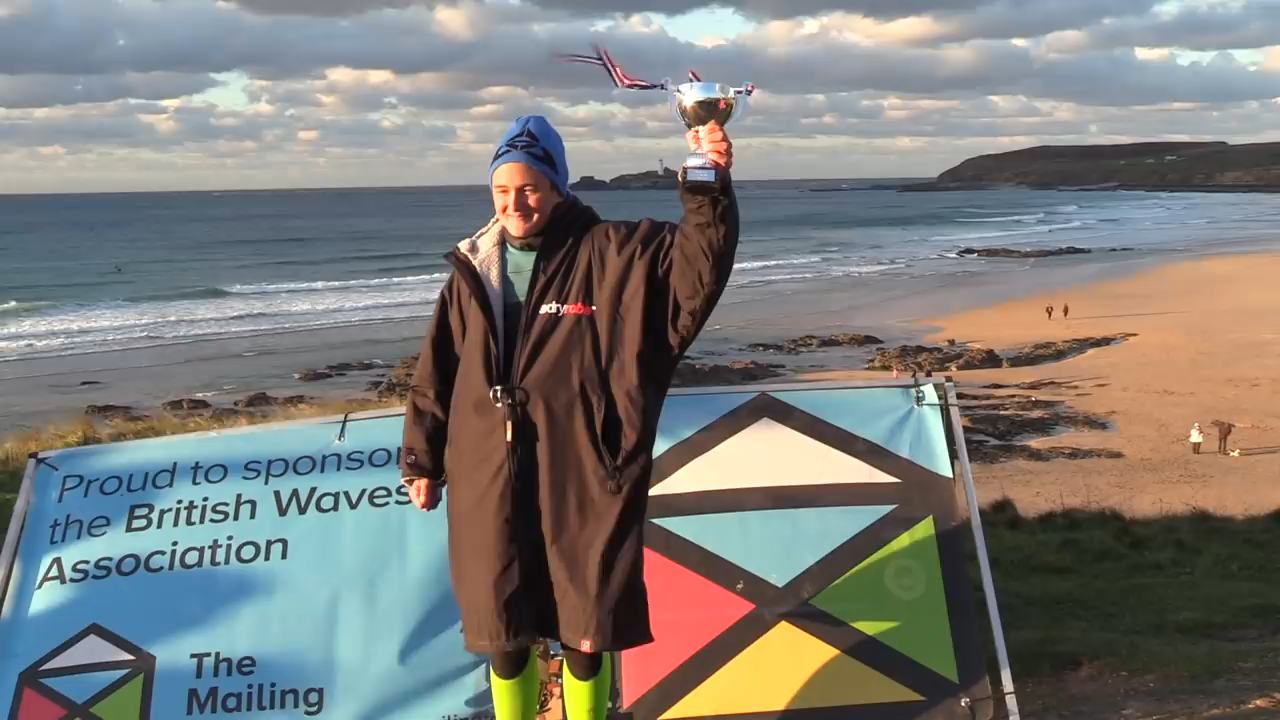 dryrobe
Proud to sponsor
the British Waves
Association
The
Mailing